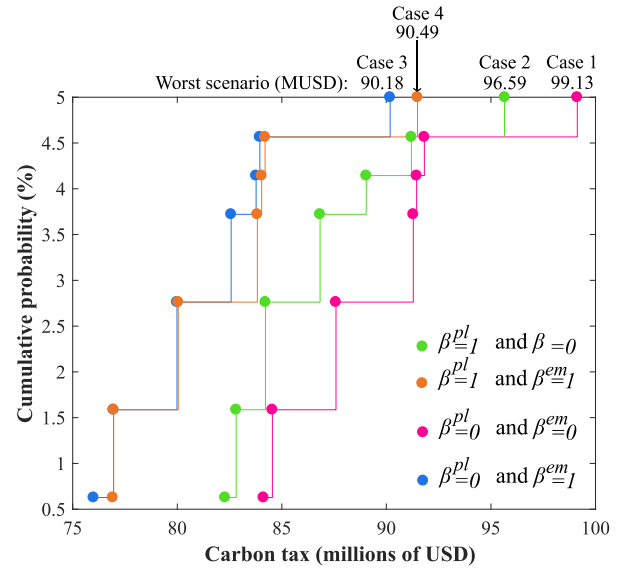 Case 4
90.49
Case 3 Case 2 Case 1
Worst scenario (MUSD): 90.18 96.59 99.13
5
4.5
4
3.5
3
2.5
2
1.5
1
0.5
Cumulative probability (%)
β^pl=1 and β=0
β^pl=1 and β^em=1
β^pl=0 and β^em=0
β^pl=0 and β^em=1
75 80 85 90 95 100
Carbon tax (millions of USD)